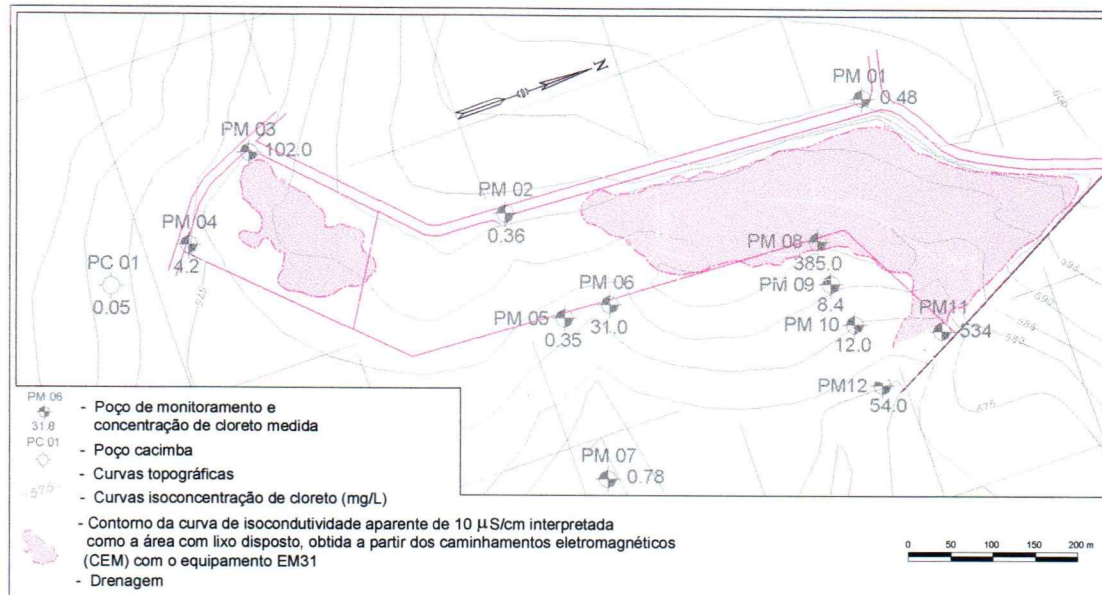 N
PM 01
0.48
600
PM 03
102.0
PM 02
0.36
PM 04
4.2
PC 01
0.05
575
PM 08
385.0
PM 09
8.4
PM 06
31.0
PM 05
0.35
PM 10
12.0
PM11
534
PM12
54.0
575
PM 07
0.78
PM 06
31.8
- Poço de monitoramento e
concentração de cloreto medida
PC 01
- Poço cacimba
- Curvas topográficas
575
- Curvas isoconcentração de cloreto (mg/L)
- Contorno da curva de isocondutividade aparente de 10 µS/cm interpretada
como a área com lixo disposto, obtida a partir dos caminhamentos eletromagnéticos
(CEM) com o equipamento EM31
- Drenagem
0 50 100 150 200 m